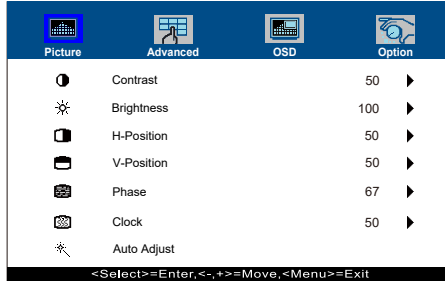 Picture Advanced OSD Option
Contrast 50
Brightness 100
H-Position 50
V-Position 50
Phase 67
Clock 50
Auto Adjust
<Select>=Enter,<-,+>=Move,<Menu>=Exit